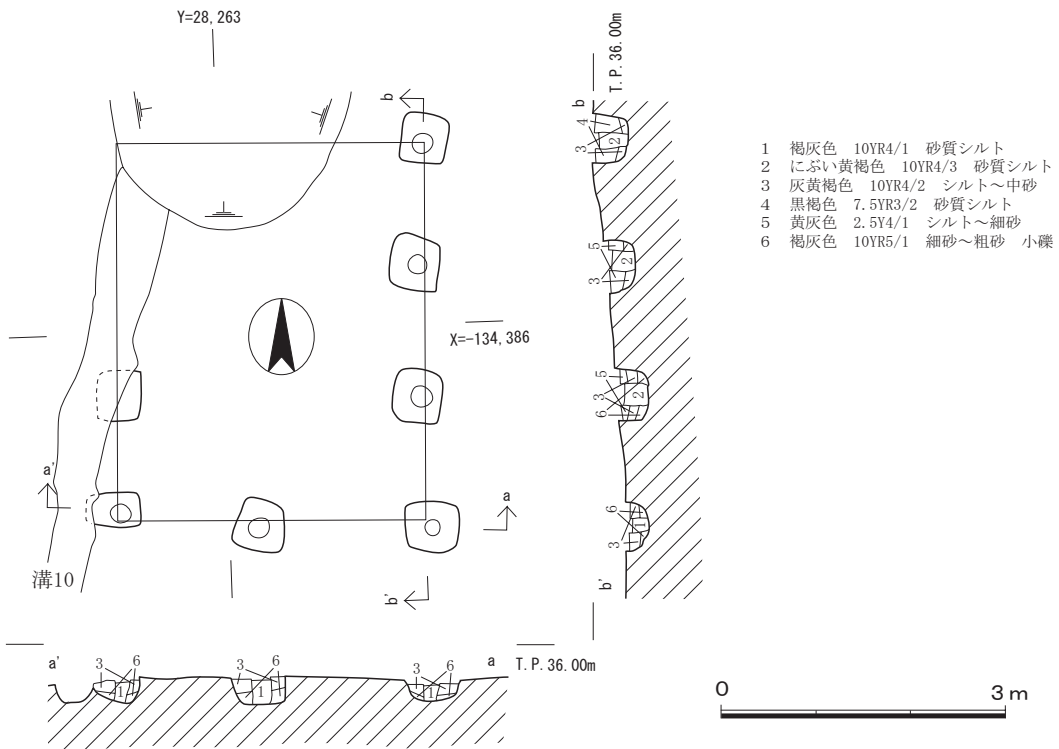 Y=28,263
b
T.P.36.00m
b
4
3
2
1 褐灰色 10YR4/1 砂質シルト
2 にぶい黄褐色 10YR4/3 砂質シルト
3 灰黄褐色 10YR4/2 シルト～中砂
4 黒褐色 7.5YR3/2 砂質シルト
5 黄灰色 2.5Y4/1 シルト～細砂
6 褐灰色 10YR5/1 細砂～粗砂 小礫
5
3
2
X=-134,386
5
3
6
2
a'
a
6
3
1
溝10
b'
b'
a'
3
6
1
3
6
1
3
6
1
a
T.P.36.00m
0
3m